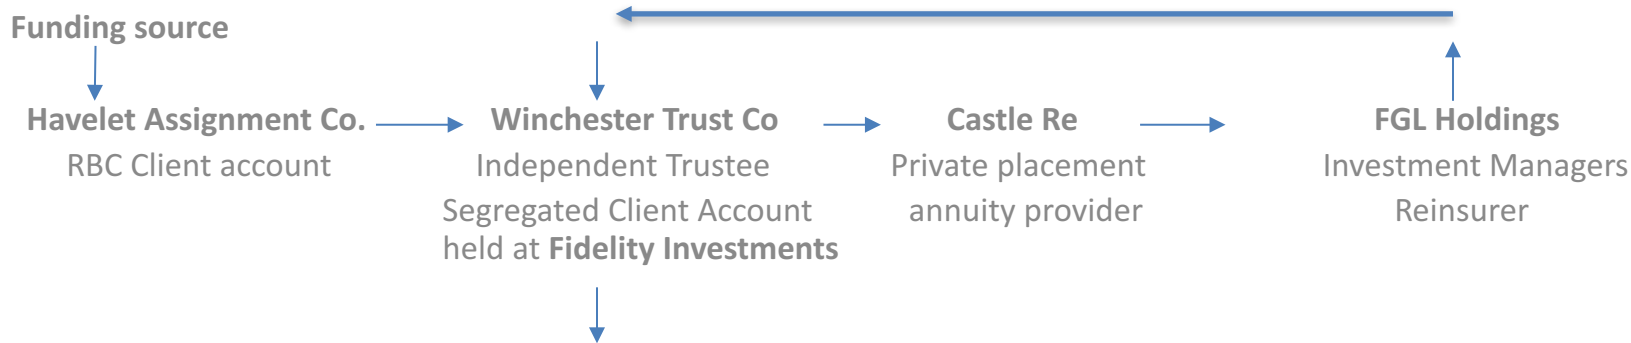 Funding source
Havelet Assignment Co.
RBC Client account
Winchester Trust Co
Independent Trustee
Segregated Client Account
held at Fidelity Investments
Castle Re
Private placement
annuity provider
FGL Holdings
Investment Managers
Reinsurer